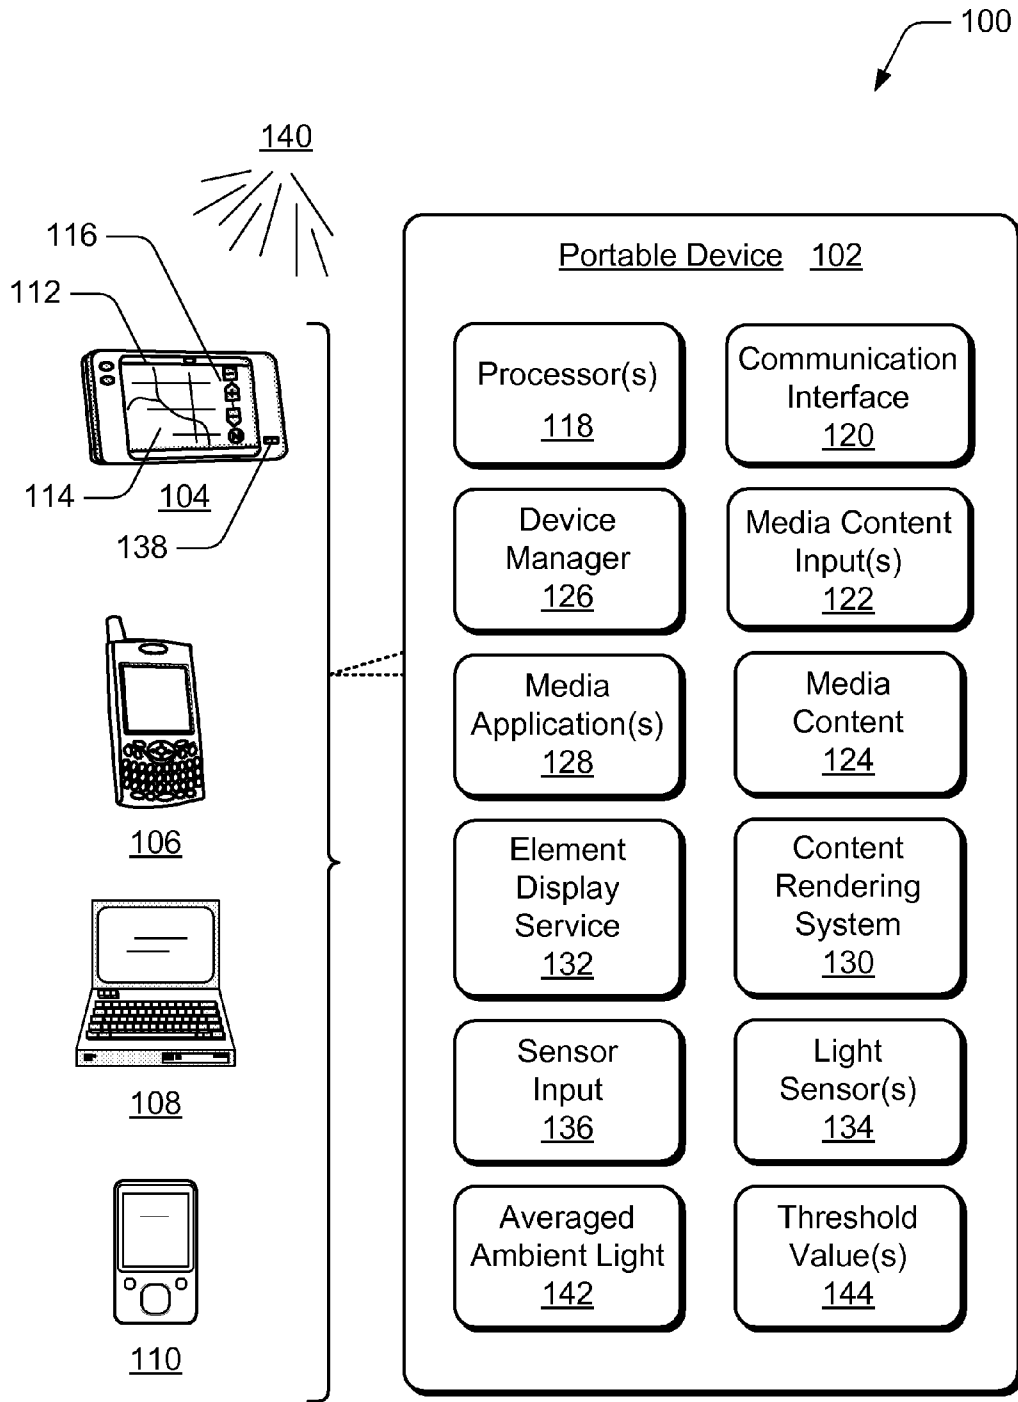 100
140
116
112
114
104
138
106
108
110
Portable Device 102
Processor(s)
118
Communication
Interface
120
Device
Manager
126
Media Content
Input(s)
122
Media
Application(s)
128
Media
Content
124
Element
Display
Service
132
Content
Rendering
System
130
Sensor
Input
136
Light
Sensor(s)
134
Averaged
Ambient Light
142
Threshold
Value(s)
144